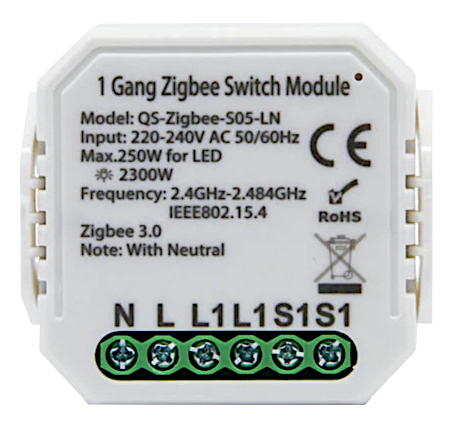 1 Gang Zigbee Switch Module
Model: QS-Zigbee-S05-LN
Input: 220-240V AC 50/60Hz
Max.250W for LED
2300W
Frequency: 2.4GHz-2.484GHz
IEEE802.15.4
Zigbee 3.0
Note: With Neutral
CE
RoHS
N L L1 L1 S1 S1